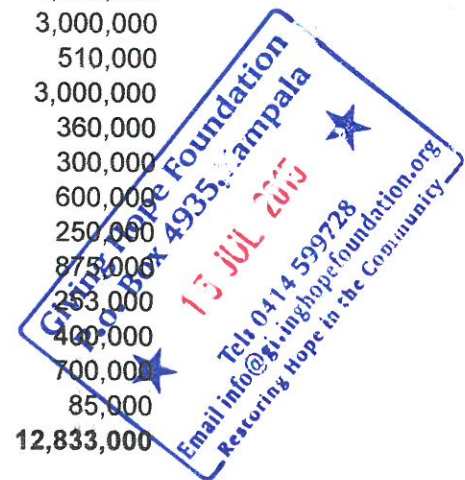 3,000,000
510,000
3,000,000
360,000
300,000
600,000
250,000
875,000
253,000
400,000
700,000
85,000
12,833,000
Giving Hope Foundation
P.o. Box 4935, Kampala
JUL 2015
Tel: 0414 599728
Email info@givinghopefoundation.org
Restoring Hope in the Community